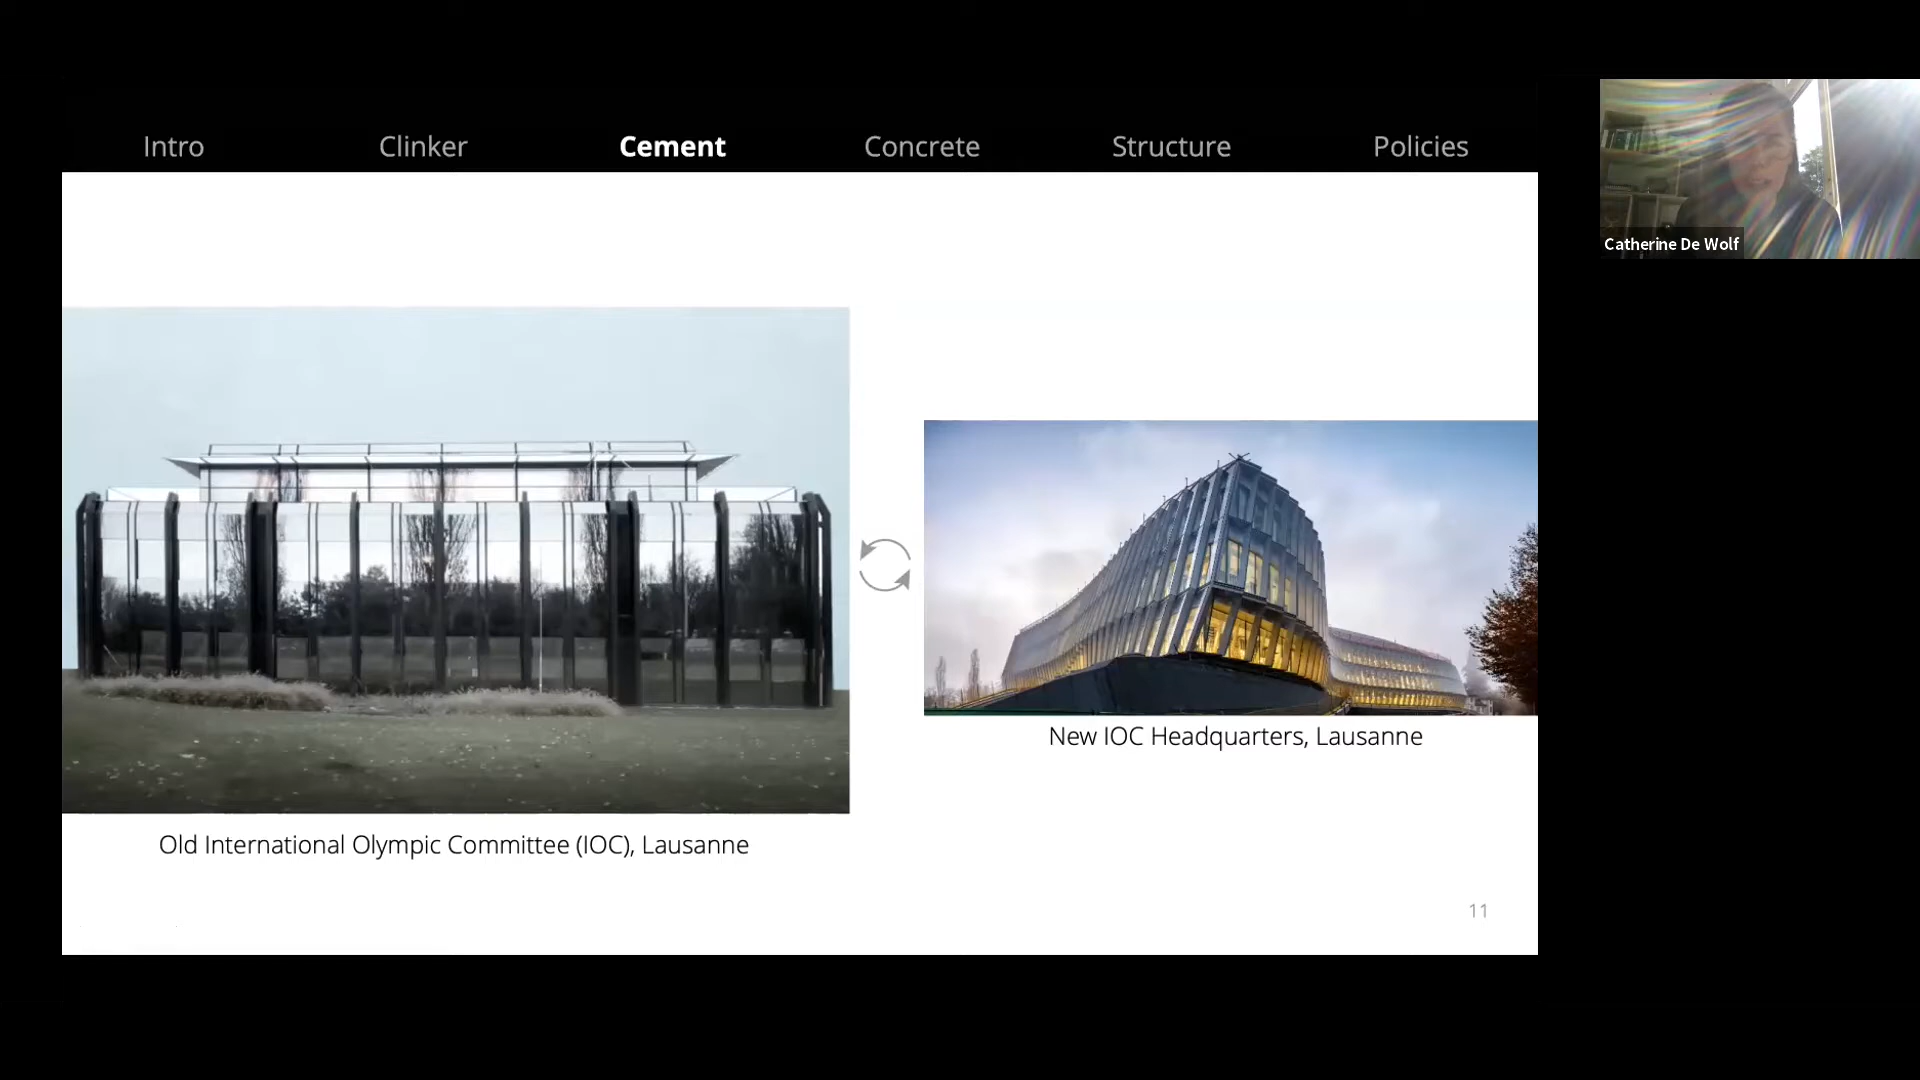 Intro Clinker Cement Concrete Structure Policies
Catherine De Wolf
New IOC Headquarters, Lausanne
Old International Olympic Committee (IOC), Lausanne
11